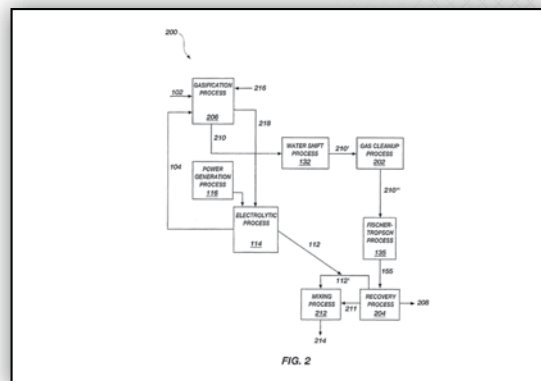 200
GASIFICATION
PROCESS
206
102
216
210
218
104
WATER SHIFT
PROCESS
132
210'
GAS CLEANUP
PROCESS
202
210"
POWER
GENERATION
PROCESS
116
ELECTROLYTIC
PROCESS
114
112
FISCHER-
TROPSCH
PROCESS
135
155
112'
MIXING
PROCESS
212
211
RECOVERY
PROCESS
204
208
214
FIG. 2